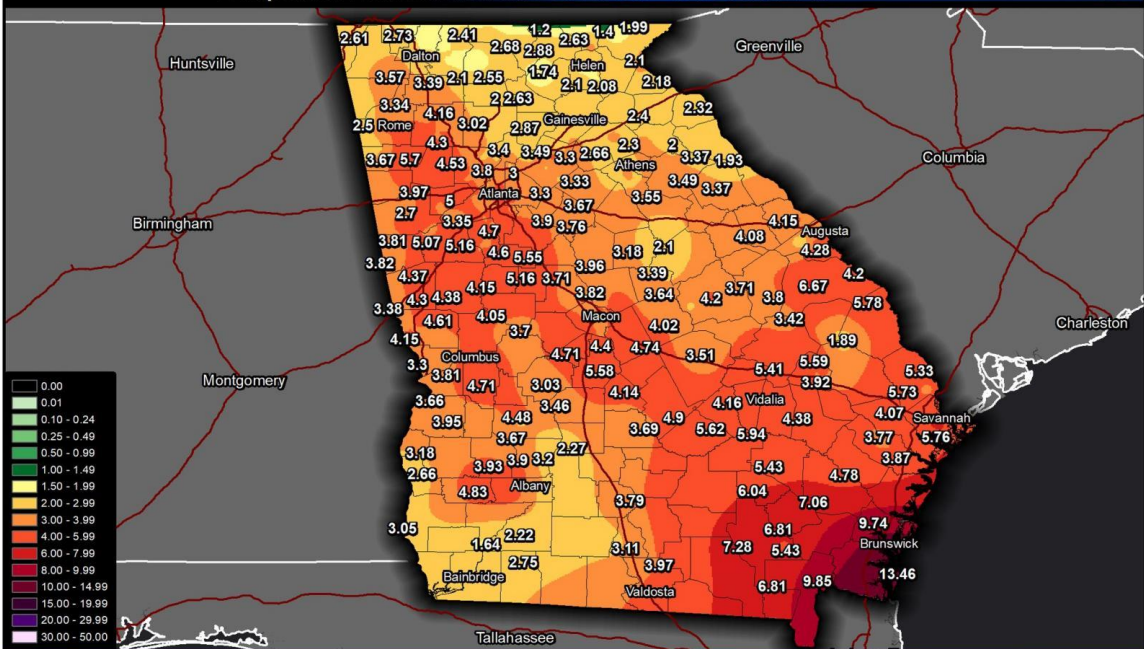 2.61 2.73 2.41 1.2 1.4 1.99
2.68 2.88 2.63
Huntsville Dalton Greenville
1.74 Helen 2.1
3.57 3.39 2.1 2.55 2.1 2.08 2.18
3.34 2 2.63 2.32
4.16 3.02 2.4
2.5 Rome 2.87 Gainesville
4.3 3.4 3.49 3.3 2.66 2.3 2
3.67 5.7 4.53 3.37 1.93 Columbia
3.8 3 Athens
3.33 3.49 3.37
3.97 Atlanta 3.3 3.55
5 3.67
2.7 3.35 3.9 3.76 4.15
Birmingham 4.7 4.08 Augusta
3.81 5.07 5.16 4.6 5.55 3.18 2.1 4.28
3.82 3.96 3.39 4.2
4.37 4.15 5.16 3.71 3.71 6.67
3.38 4.3 4.38 3.82 3.64 4.2 3.8 5.78
4.61 4.05 Macon 3.42 Charleston
3.7 4.02
4.15 4.4 4.74 1.89
Columbus 4.71 3.51
3.3 3.81 5.58 5.41 5.59 5.33
Montgomery 4.71 3.03 4.14 3.92 5.73
3.66 3.46 4.16 Vidalia 4.07
3.95 4.48 4.9 4.38 Savannah
3.67 3.69 5.62 5.94 3.77 5.76
3.18 2.27 3.87
2.66 3.93 3.9 3.2 5.43 4.78
4.83 Albany 6.04
3.79 7.06
3.05 2.22 6.81 9.74
1.64 3.11 7.28 5.43 Brunswick
2.75 3.97
Bainbridge 6.81 9.85 13.46
Valdosta
Tallahassee
0.00
0.01
0.10 - 0.24
0.25 - 0.49
0.50 - 0.99
1.00 - 1.49
1.50 - 1.99
2.00 - 2.99
3.00 - 3.99
4.00 - 5.99
6.00 - 7.99
8.00 - 9.99
10.00 - 14.99
15.00 - 19.99
20.00 - 29.99
30.00 - 50.00